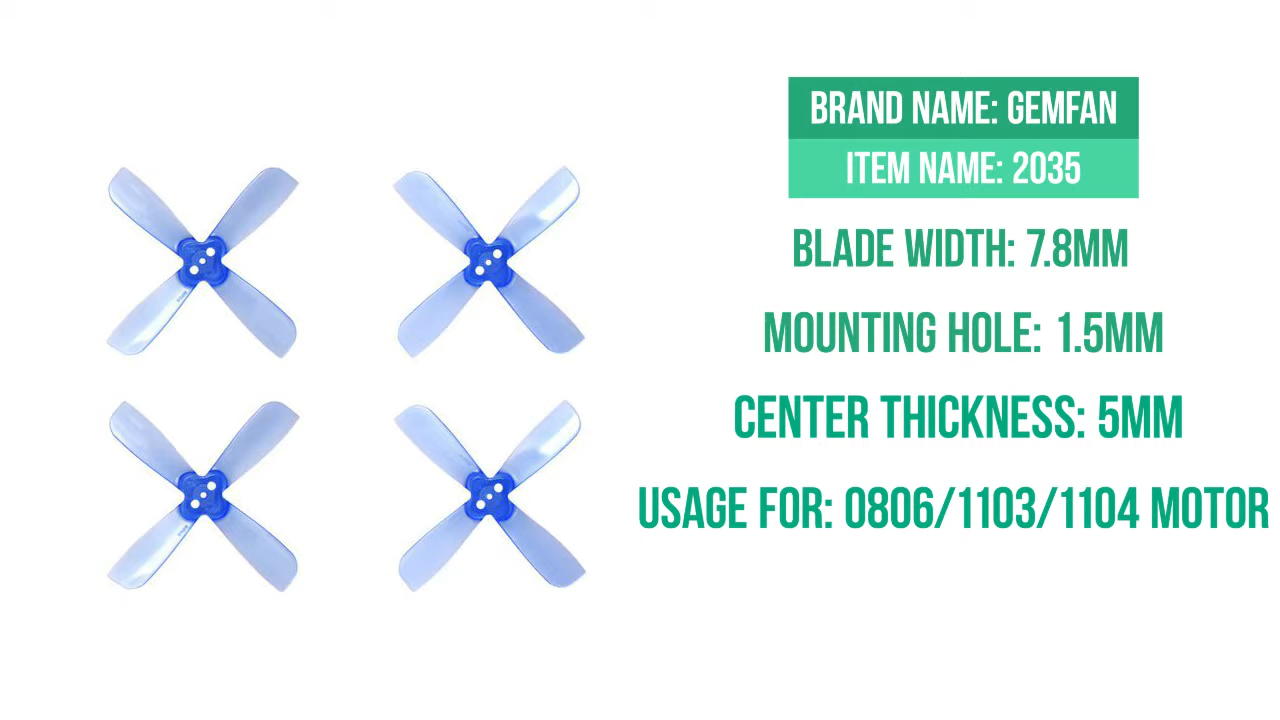 BRAND NAME: GEMFAN
ITEM NAME: 2035
BLADE WIDTH: 7.8MM
MOUNTING HOLE: 1.5MM
CENTER THICKNESS: 5MM
USAGE FOR: 0806/1103/1104 MOTOR